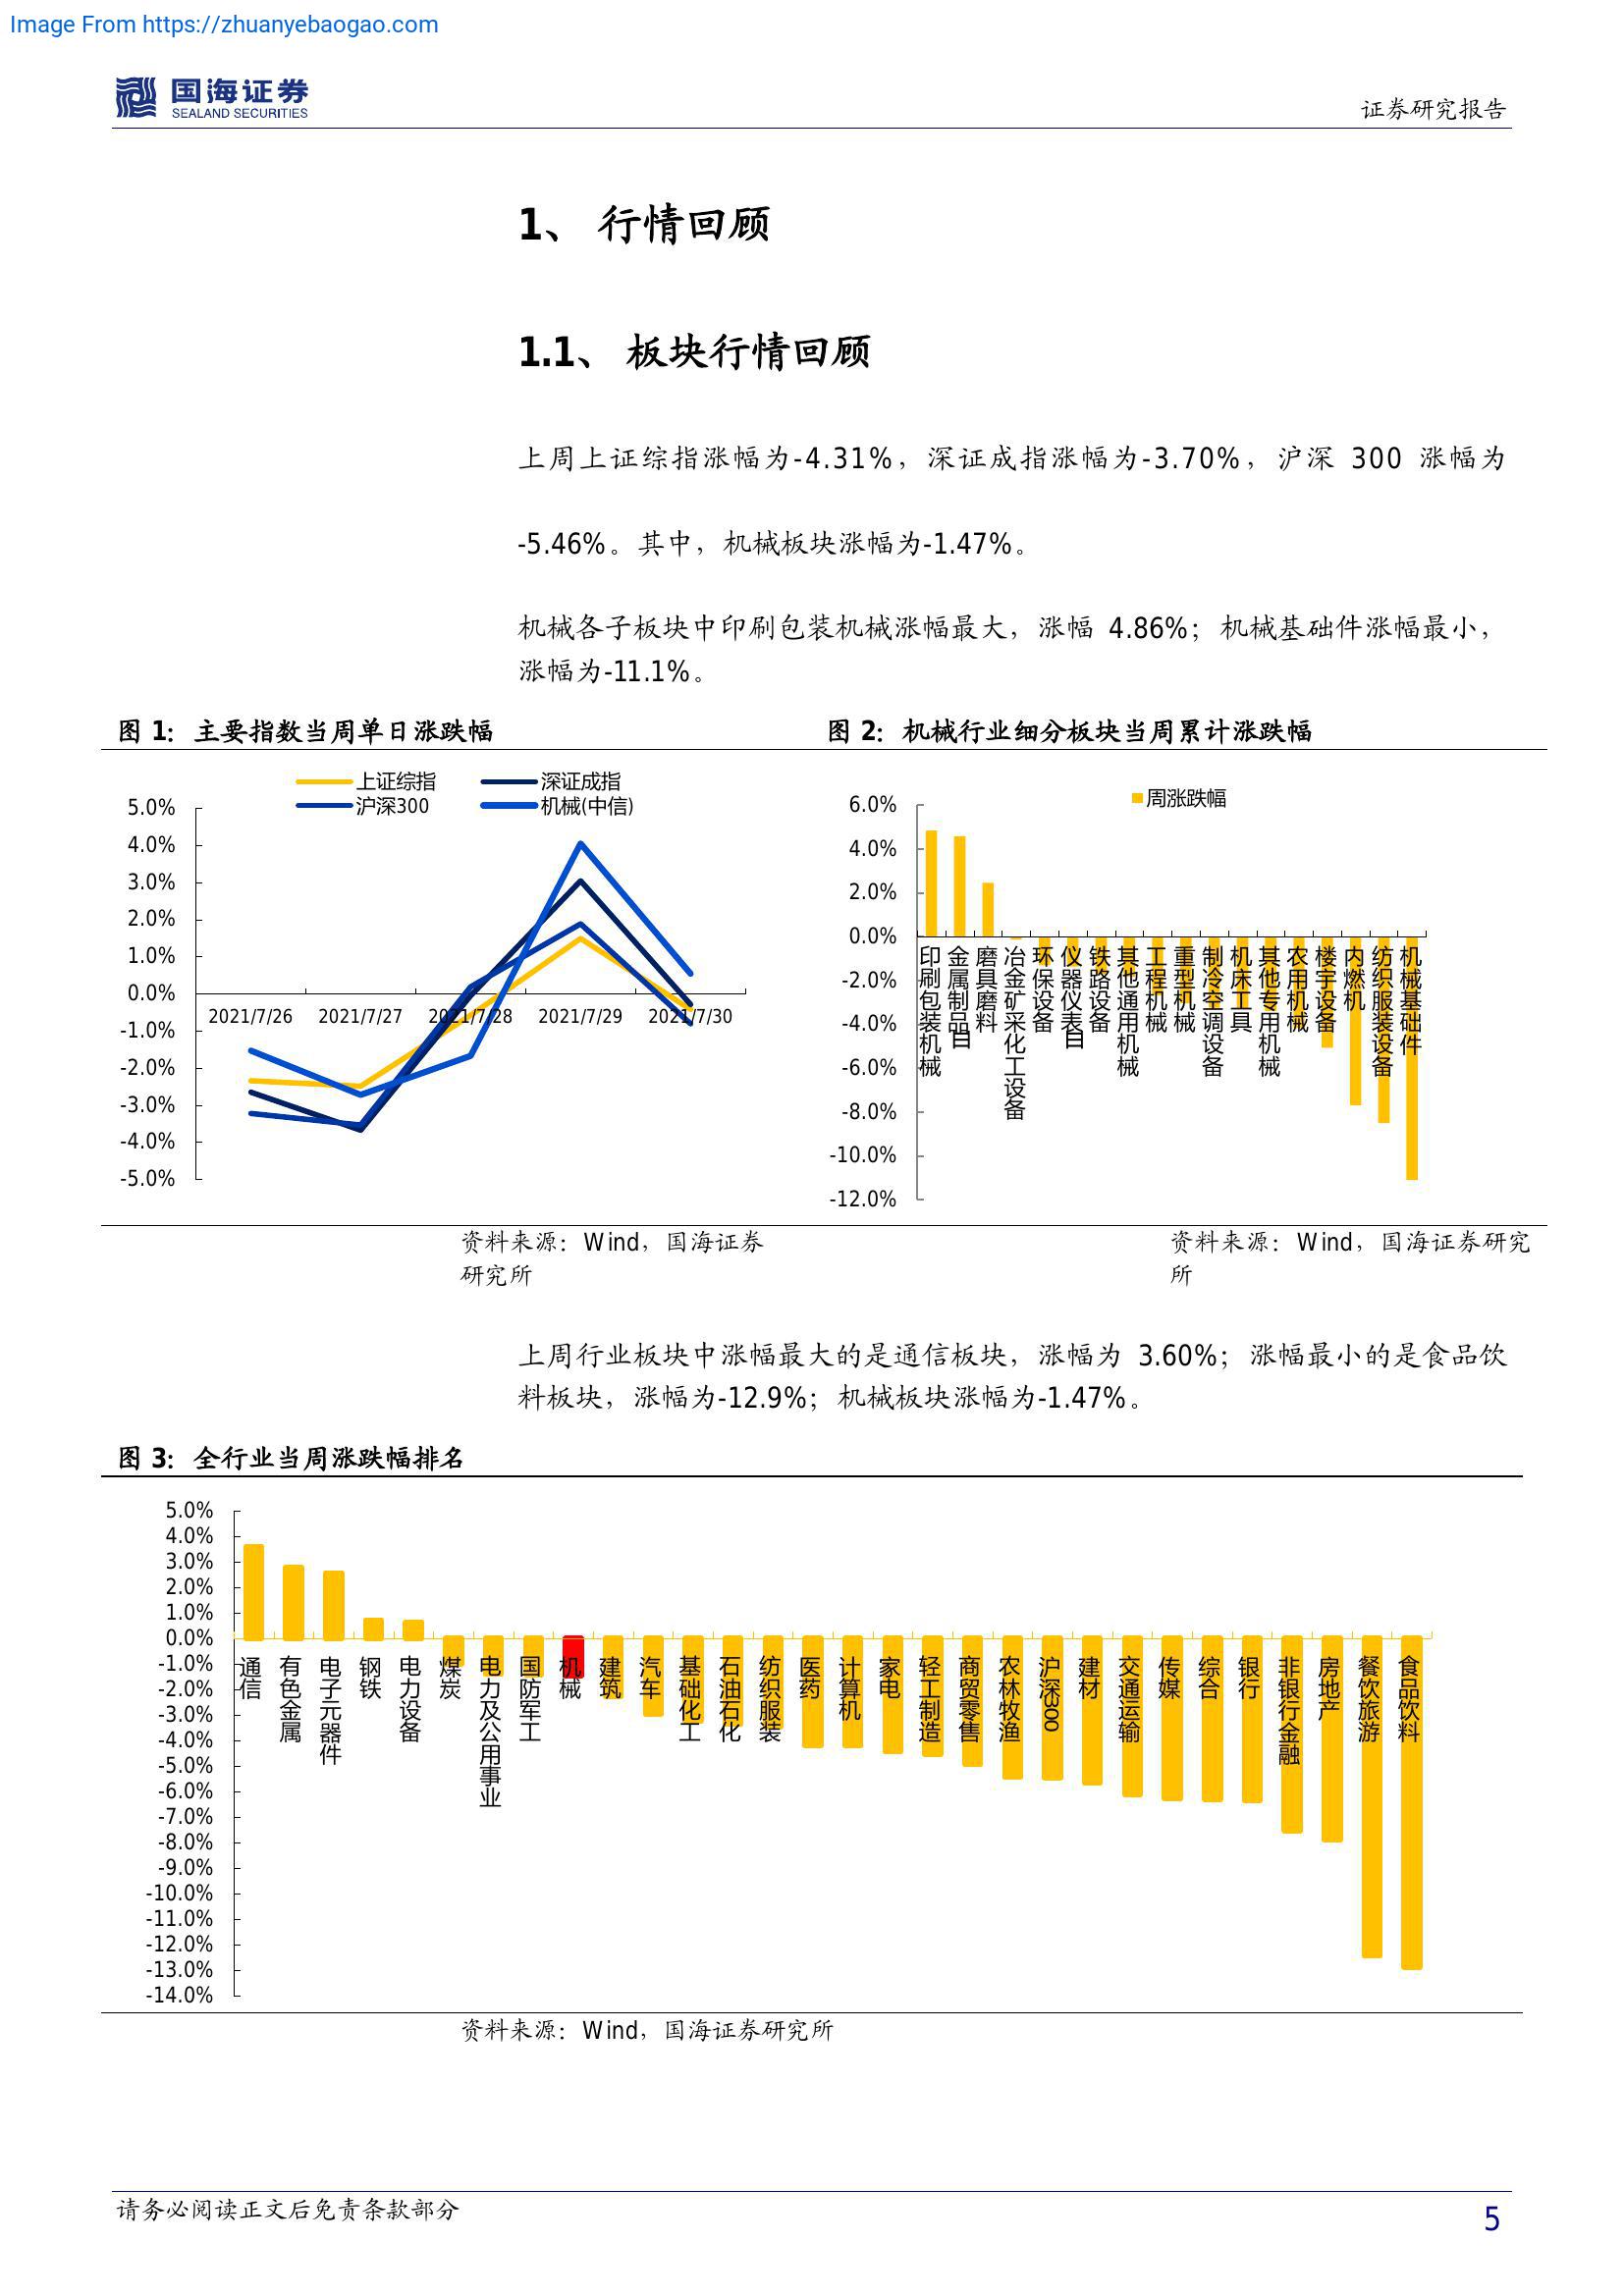 Image From https://zhuanyebaogao.com
国海证券
SEALAND SECURITIES
证券研究报告
1、 行情回顾
1.1、 板块行情回顾
上周上证综指涨幅为-4.31%，深证成指涨幅为-3.70%，沪深 300 涨幅为
-5.46%。其中，机械板块涨幅为-1.47%。
机械各子板块中印刷包装机械涨幅最大，涨幅 4.86%；机械基础件涨幅最小，
涨幅为-11.1%。
图 1：主要指数当周单日涨跌幅
上证综指
深证成指
沪深300
机械(中信)
5.0%
4.0%
3.0%
2.0%
1.0%
0.0%
-1.0%
-2.0%
-3.0%
-4.0%
-5.0%
2021/7/26
2021/7/27
2021/7/28
2021/7/29
2021/7/30
资料来源：Wind，国海证券
研究所
图 2：机械行业细分板块当周累计涨跌幅
周涨跌幅
6.0%
4.0%
2.0%
0.0%
-2.0%
-4.0%
-6.0%
-8.0%
-10.0%
-12.0%
印刷包装机械
金属制品目
磨具磨料
冶金矿采化工设备
环保设备
仪器仪表目
铁路设备
其他通用机械
工程机械
重型机械
制冷空调设备
机床工具
其他专用机械
农用机械
楼宇设备
内燃机
纺织服装设备
机械基础件
资料来源：Wind，国海证券研究
所
上周行业板块中涨幅最大的是通信板块，涨幅为 3.60%；涨幅最小的是食品饮
料板块，涨幅为-12.9%；机械板块涨幅为-1.47%。
图 3：全行业当周涨跌幅排名
5.0%
4.0%
3.0%
2.0%
1.0%
0.0%
-1.0%
-2.0%
-3.0%
-4.0%
-5.0%
-6.0%
-7.0%
-8.0%
-9.0%
-10.0%
-11.0%
-12.0%
-13.0%
-14.0%
通信
有色金属
电子元器件
钢铁
电力设备
煤炭
电力及公用事业
国防军工
机械
建筑
汽车
基础化工
石油石化
纺织服装
医药
计算机
家电
轻工制造
商贸零售
农林牧渔
沪深300
建材
交通运输
传媒
综合
银行
非银行金融
房地产
餐饮旅游
食品饮料
资料来源：Wind，国海证券研究所
请务必阅读正文后免责条款部分
5